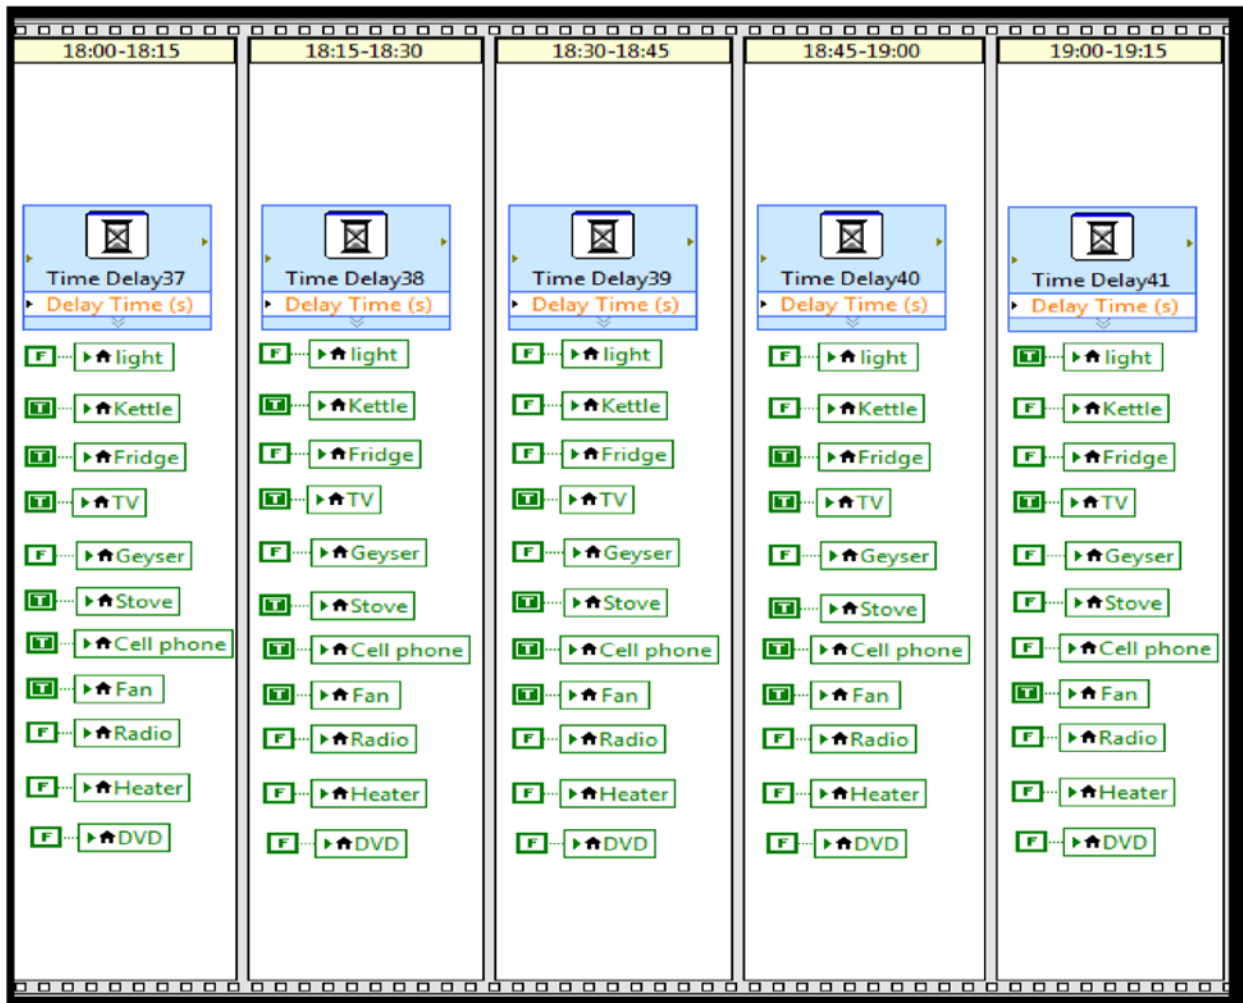 18:00-18:15 18:15-18:30 18:30-18:45 18:45-19:00 19:00-19:15
Time Delay37 Time Delay38 Time Delay39 Time Delay40 Time Delay41
Delay Time (s) Delay Time (s) Delay Time (s) Delay Time (s) Delay Time (s)
F light F light F light F light T light
T Kettle T Kettle F Kettle F Kettle F Kettle
T Fridge F Fridge F Fridge T Fridge F Fridge
T TV T TV T TV T TV T TV
F Geyser F Geyser F Geyser F Geyser F Geyser
T Stove T Stove T Stove T Stove F Stove
T Cell phone T Cell phone T Cell phone T Cell phone F Cell phone
T Fan T Fan T Fan T Fan T Fan
F Radio F Radio F Radio F Radio F Radio
F Heater F Heater F Heater F Heater F Heater
F DVD F DVD F DVD F DVD F DVD